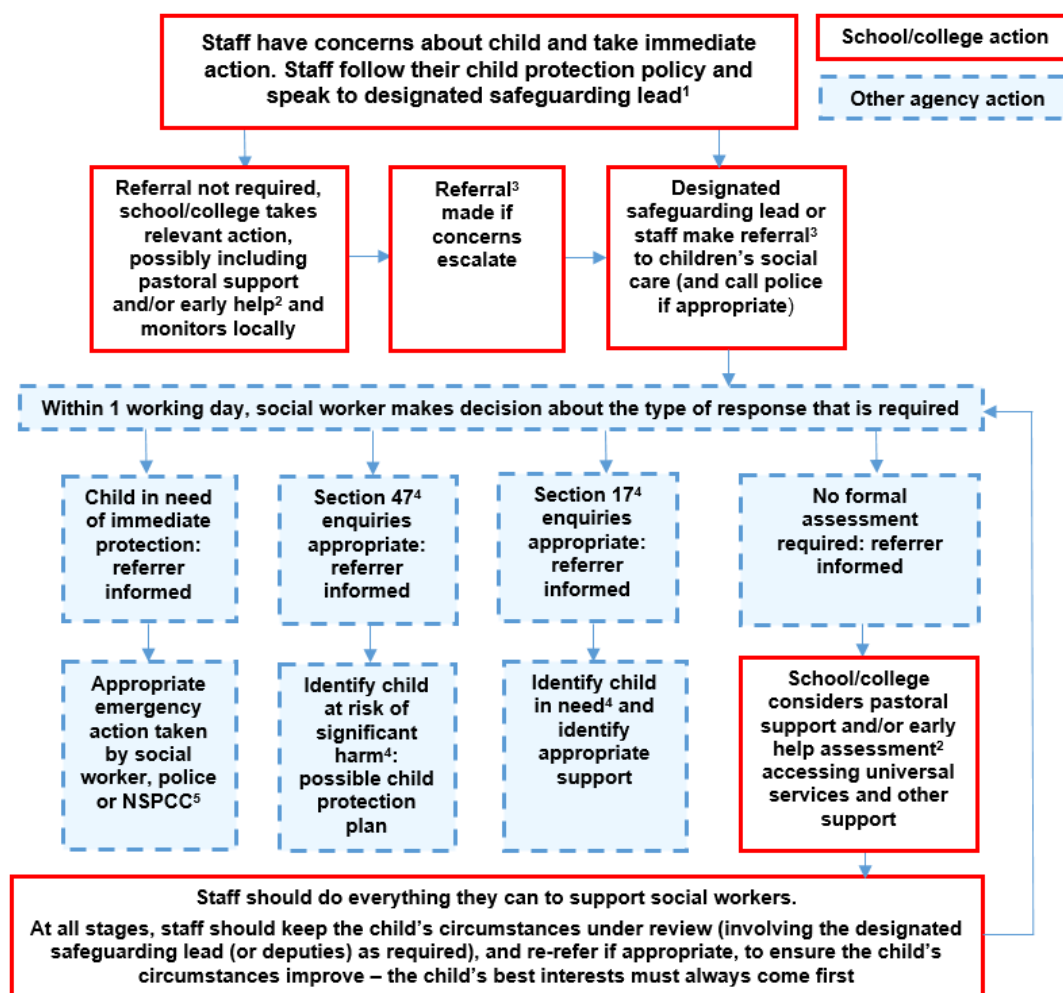 Staff have concerns about child and take immediate
action. Staff follow their child protection policy and
speak to designated safeguarding lead¹
School/college action
Other agency action
Referral not required,
school/college takes
relevant action,
possibly including
pastoral support
and/or early help² and
monitors locally
Referral³
made if
concerns
escalate
Designated
safeguarding lead or
staff make referral³
to children’s social
care (and call police
if appropriate)
Within 1 working day, social worker makes decision about the type of response that is required
Child in need
of immediate
protection:
referrer
informed
Section 47⁴
enquiries
appropriate:
referrer
informed
Section 17⁴
enquiries
appropriate:
referrer
informed
No formal
assessment
required: referrer
informed
Appropriate
emergency
action taken
by social
worker, police
or NSPCC⁵
Identify child
at risk of
significant
harm⁴:
possible child
protection
plan
Identify child
in need⁴ and
identify
appropriate
support
School/college
considers pastoral
support and/or early
help assessment²
accessing universal
services and other
support
Staff should do everything they can to support social workers.
At all stages, staff should keep the child’s circumstances under review (involving the designated
safeguarding lead (or deputies) as required), and re-refer if appropriate, to ensure the child’s
circumstances improve – the child’s best interests must always come first